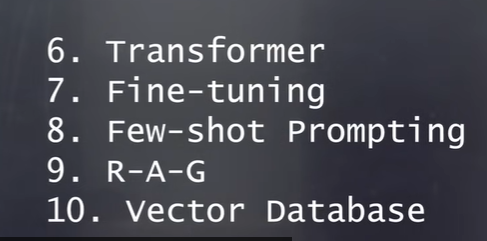 6. Transformer
7. Fine-tuning
8. Few-shot Prompting
9. R-A-G
10. Vector Database